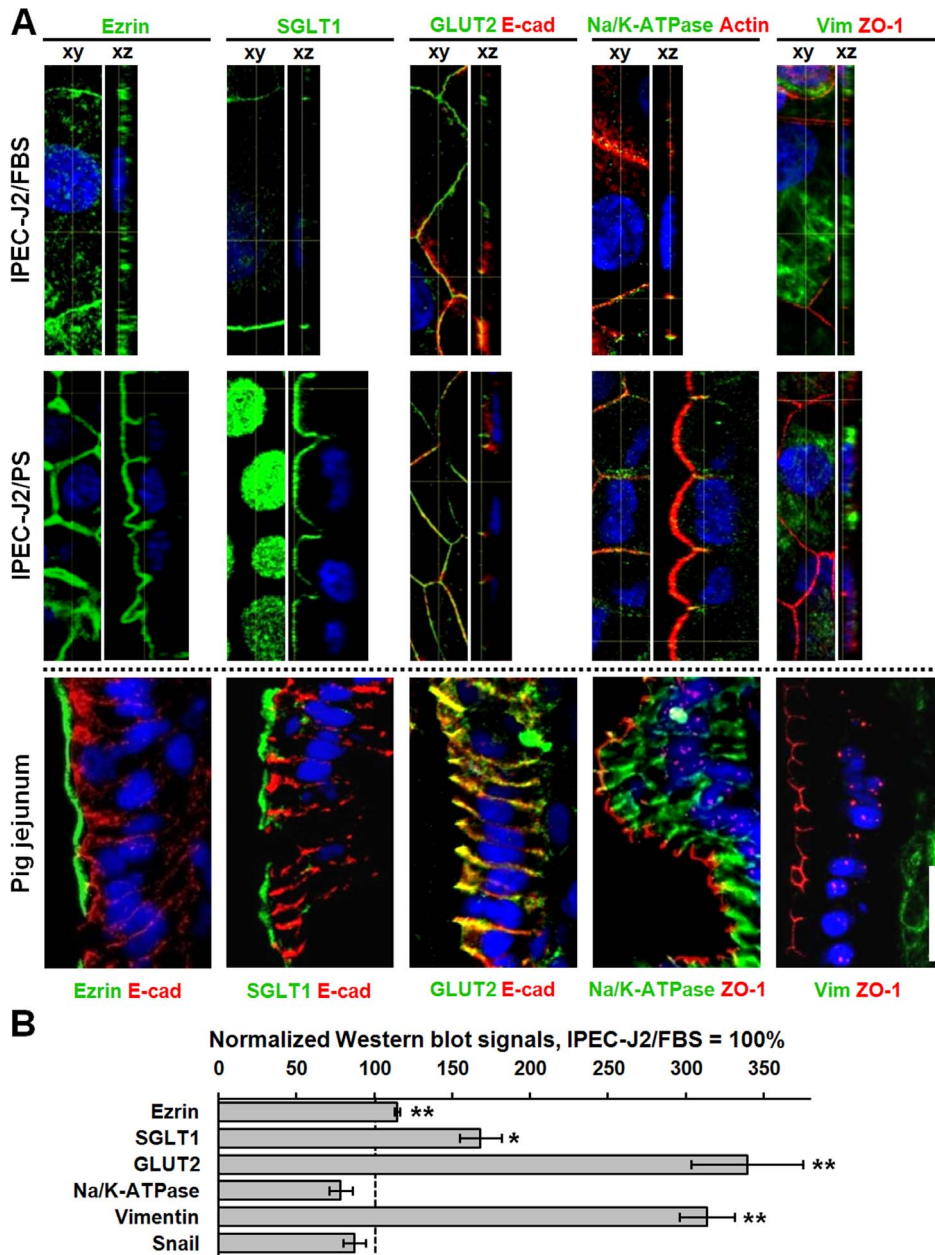 A
Ezrin SGLT1 GLUT2 E-cad Na/K-ATPase Actin Vim ZO-1
xy xz xy xz xy xz xy xz xy xz
IPEC-J2/FBS
IPEC-J2/PS
Pig jejunum
Ezrin E-cad SGLT1 E-cad GLUT2 E-cad Na/K-ATPase ZO-1 Vim ZO-1
B
Normalized Western blot signals, IPEC-J2/FBS = 100%
0 50 100 150 200 250 300 350
Ezrin **
SGLT1 *
GLUT2 **
Na/K-ATPase
Vimentin **
Snail